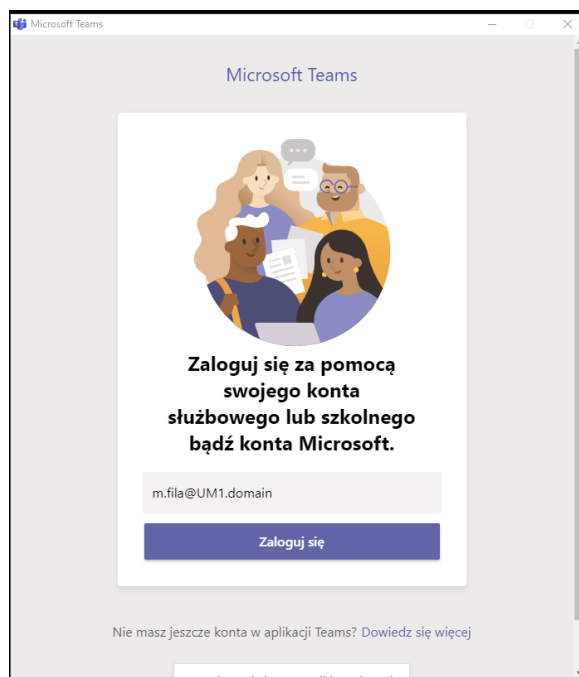 Microsoft Teams
Microsoft Teams
Zaloguj się za pomocą
swojego konta
służbowego lub szkolnego
bądź konta Microsoft.
m.fila@UM1.domain
Zaloguj się
Nie masz jeszcze konta w aplikacji Teams? Dowiedz się więcej